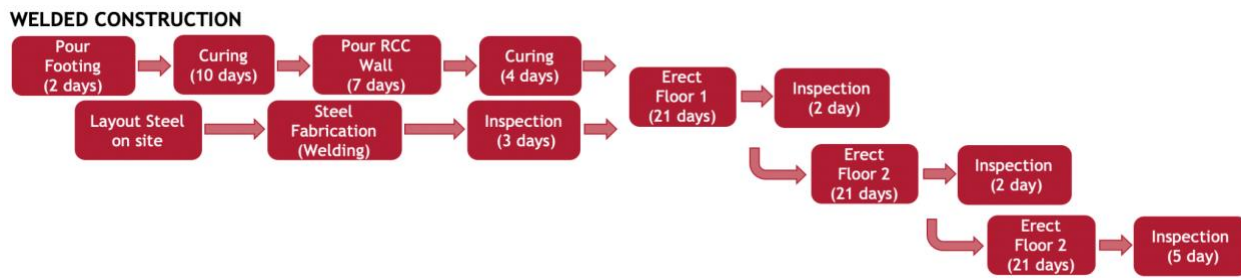 WELDED CONSTRUCTION
Pour
Footing
(2 days)
Curing
(10 days)
Pour RCC
Wall
(7 days)
Curing
(4 days)
Layout Steel
on site
Steel
Fabrication
(Welding)
Inspection
(3 days)
Erect
Floor 1
(21 days)
Inspection
(2 day)
Erect
Floor 2
(21 days)
Inspection
(2 day)
Erect
Floor 2
(21 days)
Inspection
(5 day)